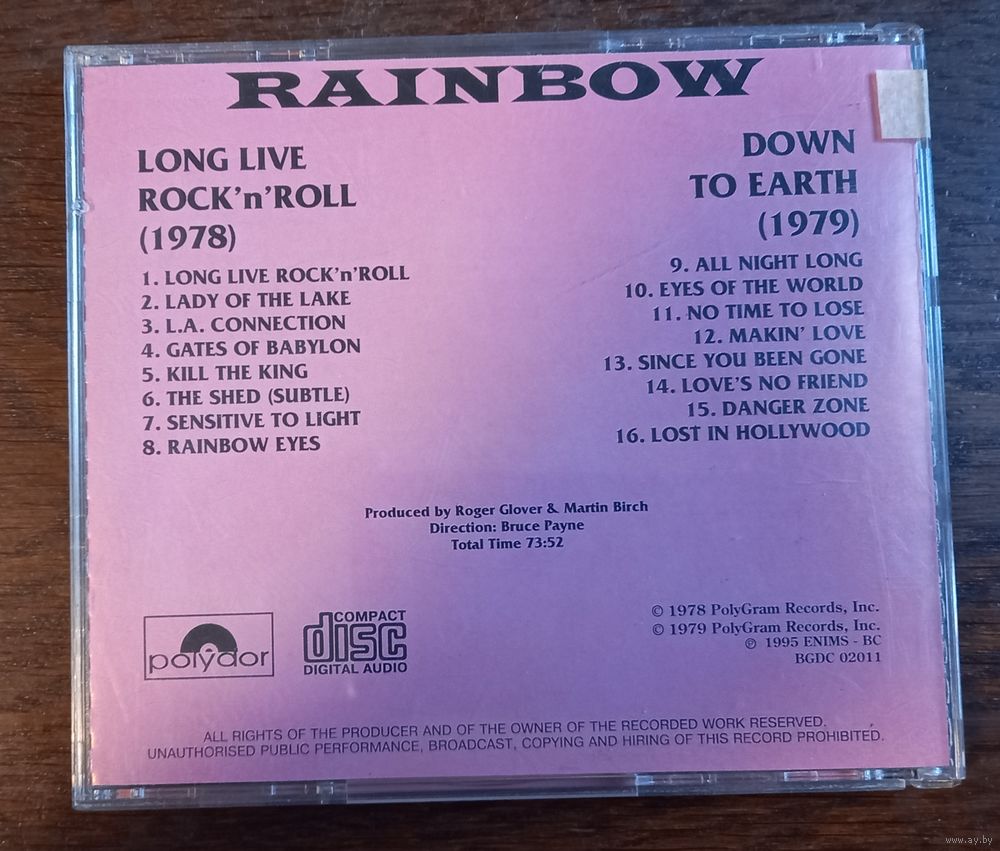 RAINBOW
LONG LIVE
ROCK'n'ROLL
(1978)
1. LONG LIVE ROCK'n'ROLL
2. LADY OF THE LAKE
3. L.A. CONNECTION
4. GATES OF BABYLON
5. KILL THE KING
6. THE SHED (SUBTLE)
7. SENSITIVE TO LIGHT
8. RAINBOW EYES
DOWN
TO EARTH
(1979)
9. ALL NIGHT LONG
10. EYES OF THE WORLD
11. NO TIME TO LOSE
12. MAKIN' LOVE
13. SINCE YOU BEEN GONE
14. LOVE'S NO FRIEND
15. DANGER ZONE
16. LOST IN HOLLYWOOD
Produced by Roger Glover & Martin Birch
Direction: Bruce Payne
Total Time 73:52
polydor
COMPACT
disc
DIGITAL AUDIO
© 1978 PolyGram Records, Inc.
© 1979 PolyGram Records, Inc.
℗ 1995 ENIMS - BC
BGDC 02011
ALL RIGHTS OF THE PRODUCER AND OF THE OWNER OF THE RECORDED WORK RESERVED.
UNAUTHORISED PUBLIC PERFORMANCE, BROADCAST, COPYING AND HIRING OF THIS RECORD PROHIBITED.
www.ay.by